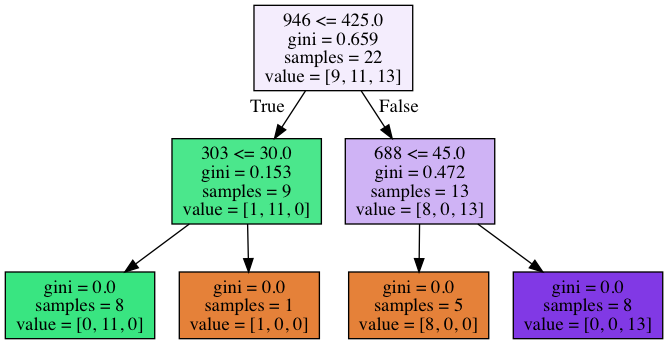 946 <= 425.0
gini = 0.659
samples = 22
value = [9, 11, 13]
True
False
303 <= 30.0
gini = 0.153
samples = 9
value = [1, 11, 0]
688 <= 45.0
gini = 0.472
samples = 13
value = [8, 0, 13]
gini = 0.0
samples = 8
value = [0, 11, 0]
gini = 0.0
samples = 1
value = [1, 0, 0]
gini = 0.0
samples = 5
value = [8, 0, 0]
gini = 0.0
samples = 8
value = [0, 0, 13]